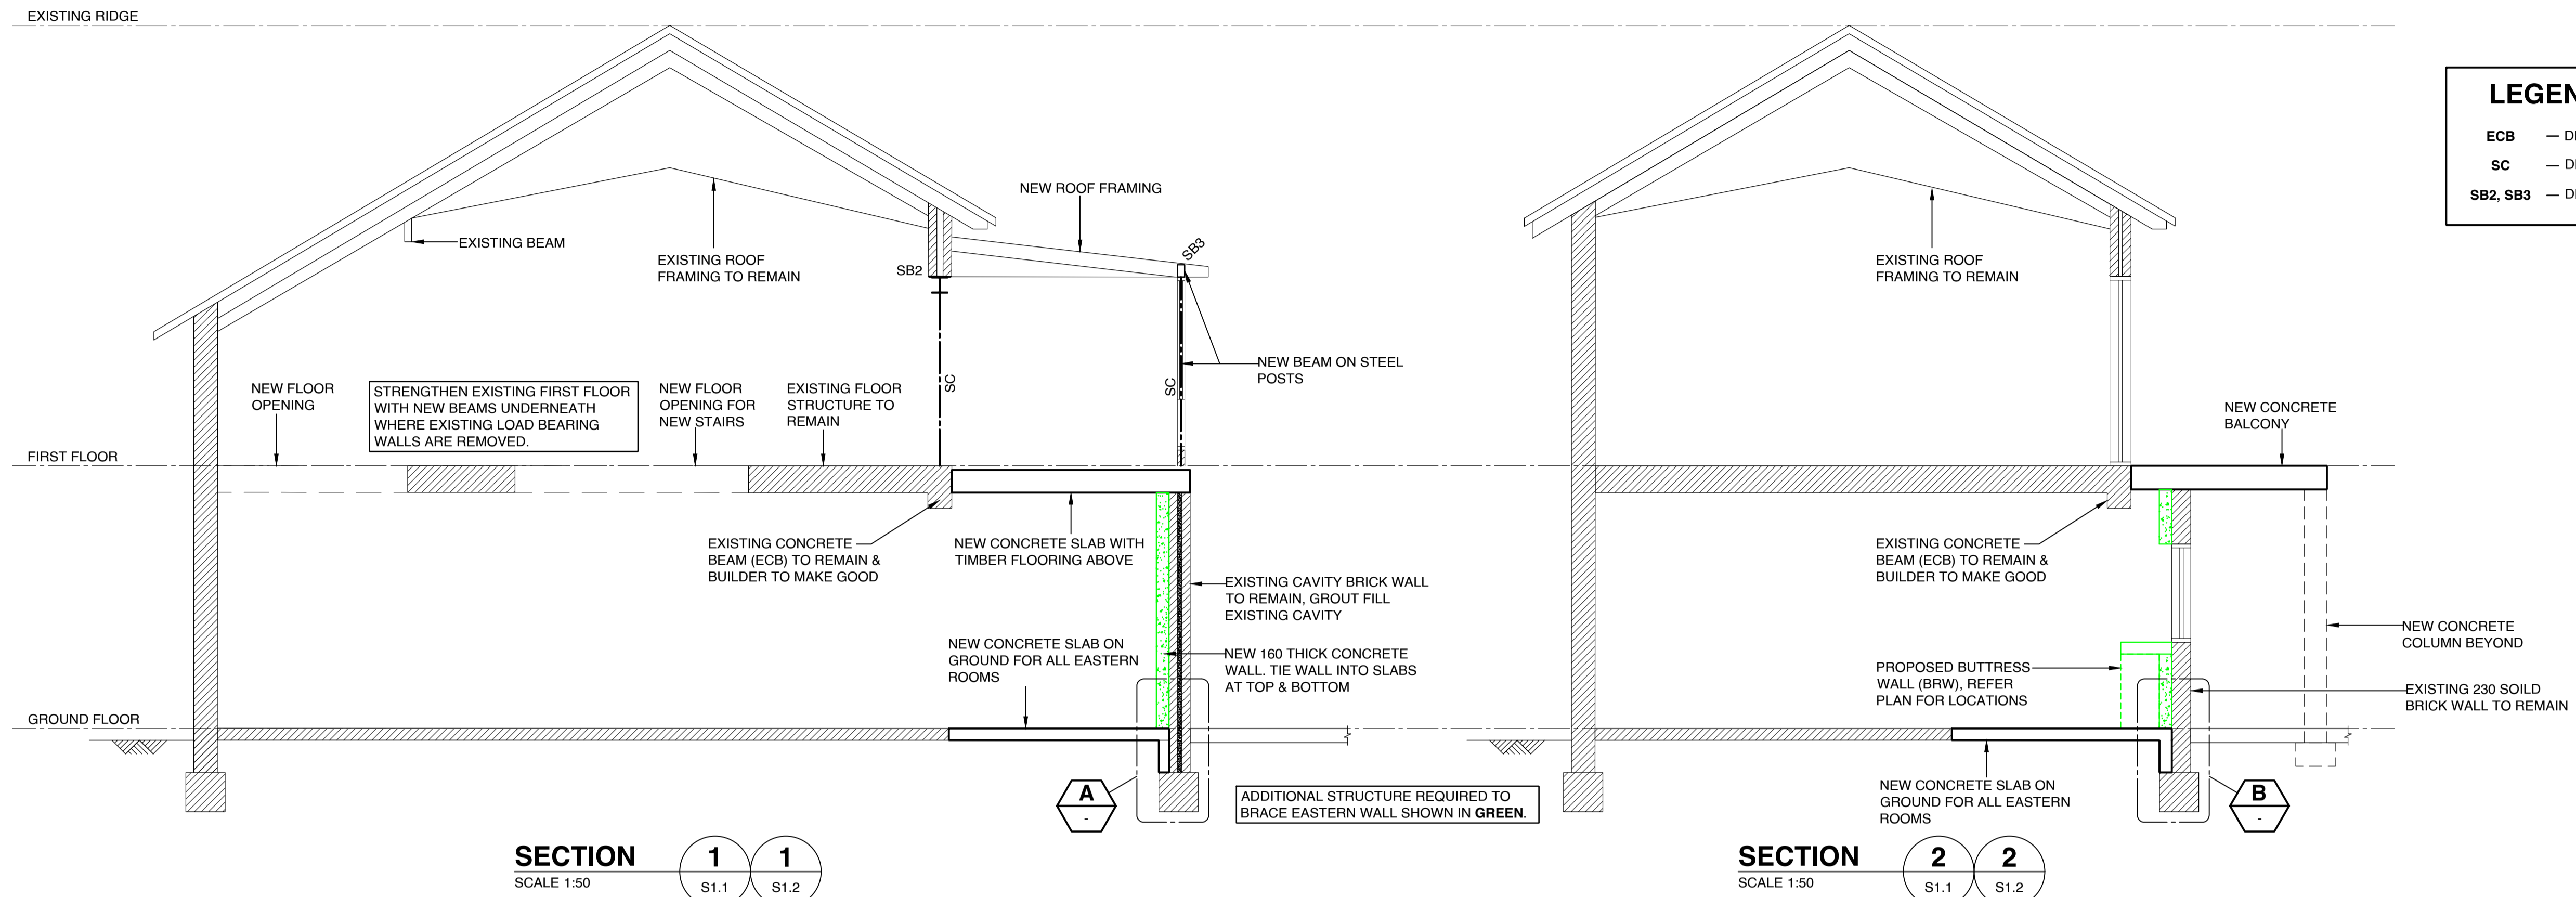 EXISTING RIDGE
NEW ROOF FRAMING
EXISTING BEAM
EXISTING ROOF
FRAMING TO REMAIN
SB2
SB3
SC
SC
NEW BEAM ON STEEL
POSTS
NEW FLOOR
OPENING
STRENGTHEN EXISTING FIRST FLOOR
WITH NEW BEAMS UNDERNEATH
WHERE EXISTING LOAD BEARING
WALLS ARE REMOVED.
NEW FLOOR
OPENING FOR
NEW STAIRS
EXISTING FLOOR
STRUCTURE TO
REMAIN
FIRST FLOOR
EXISTING CONCRETE
BEAM (ECB) TO REMAIN &
BUILDER TO MAKE GOOD
NEW CONCRETE SLAB WITH
TIMBER FLOORING ABOVE
EXISTING CAVITY BRICK WALL
TO REMAIN, GROUT FILL
EXISTING CAVITY
NEW CONCRETE SLAB ON
GROUND FOR ALL EASTERN
ROOMS
NEW 160 THICK CONCRETE
WALL. TIE WALL INTO SLABS
AT TOP & BOTTOM
GROUND FLOOR
A
-
ADDITIONAL STRUCTURE REQUIRED TO
BRACE EASTERN WALL SHOWN IN GREEN.
SECTION
SCALE 1:50
1
S1.1
1
S1.2
EXISTING ROOF
FRAMING TO REMAIN
NEW CONCRETE
BALCONY
EXISTING CONCRETE
BEAM (ECB) TO REMAIN &
BUILDER TO MAKE GOOD
NEW CONCRETE
COLUMN BEYOND
PROPOSED BUTTRESS
WALL (BRW), REFER
PLAN FOR LOCATIONS
EXISTING 230 SOILD
BRICK WALL TO REMAIN
NEW CONCRETE SLAB ON
GROUND FOR ALL EASTERN
ROOMS
B
-
SECTION
SCALE 1:50
2
S1.1
2
S1.2
LEGEN
ECB — D
SC — D
SB2, SB3 — D